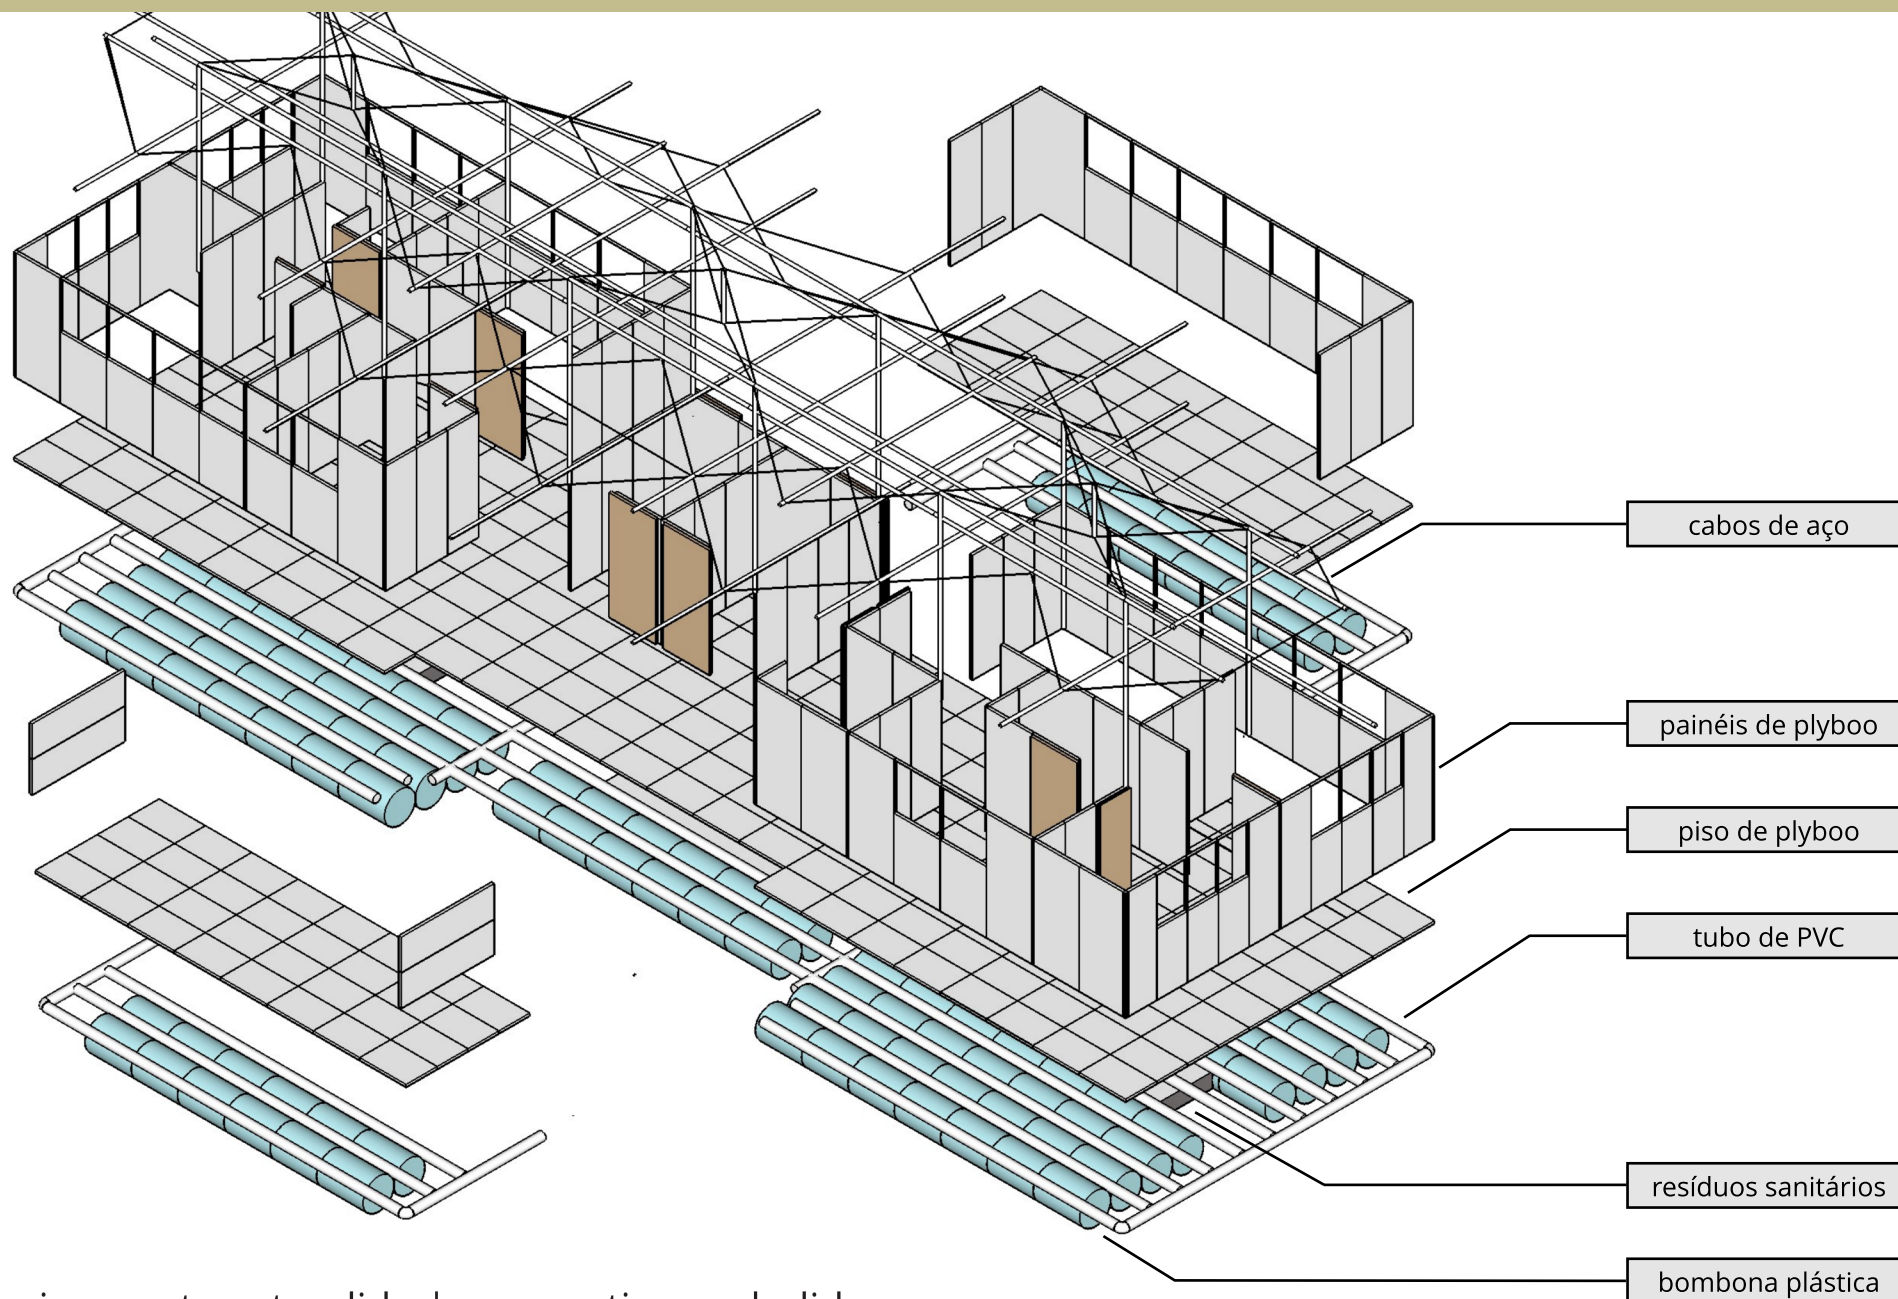 cabos de aço
painéis de plyboo
piso de plyboo
tubo de PVC
resíduos sanitários
bombona plástica